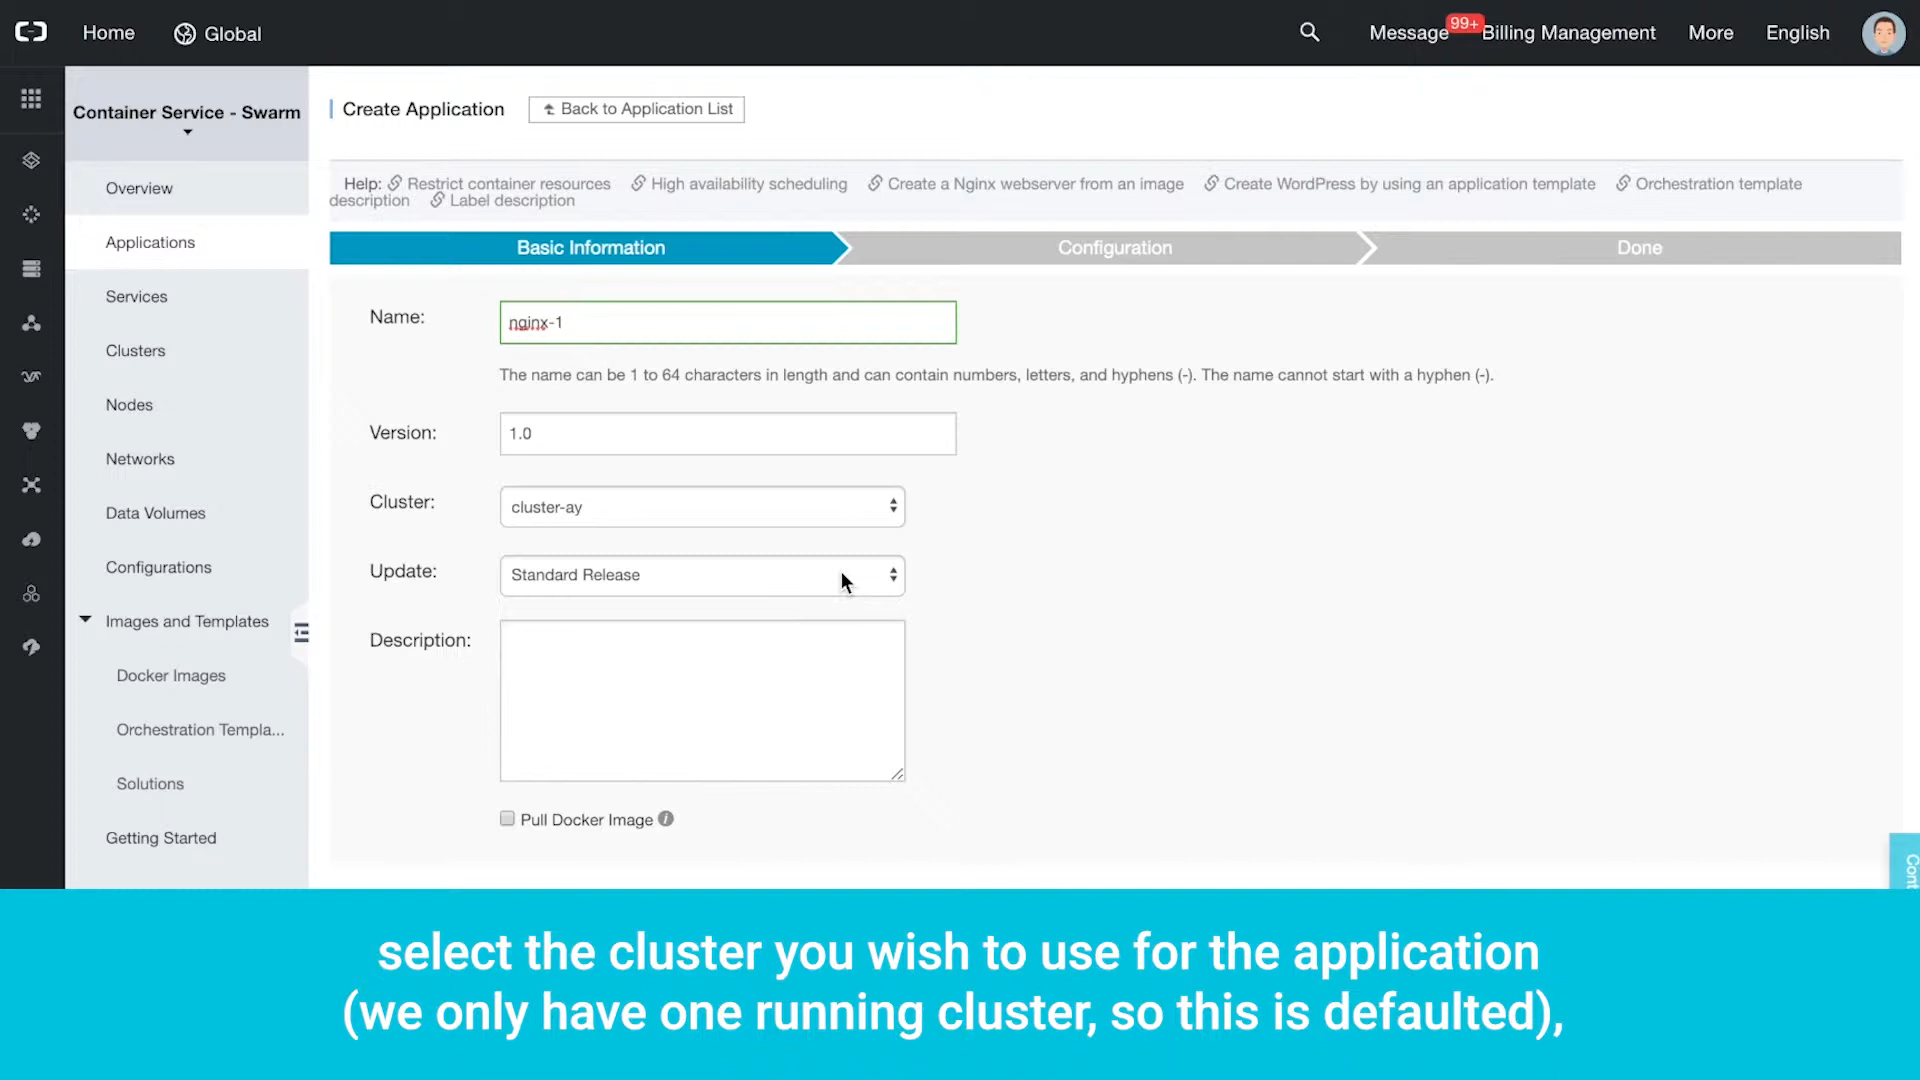 Home
Global
Message
99+
Billing Management
More
English
Container Service - Swarm
Overview
Applications
Services
Clusters
Nodes
Networks
Data Volumes
Configurations
Images and Templates
Docker Images
Orchestration Templa...
Solutions
Getting Started
Create Application
Back to Application List
Help: Restrict container resources High availability scheduling Create a Nginx webserver from an image Create WordPress by using an application template Orchestration template
description Label description
Basic Information
Configuration
Done
Name:
nginx-1
The name can be 1 to 64 characters in length and can contain numbers, letters, and hyphens (-). The name cannot start with a hyphen (-).
Version:
1.0
Cluster:
cluster-ay
Update:
Standard Release
Description:
Pull Docker Image
Cont
select the cluster you wish to use for the application
(we only have one running cluster, so this is defaulted),